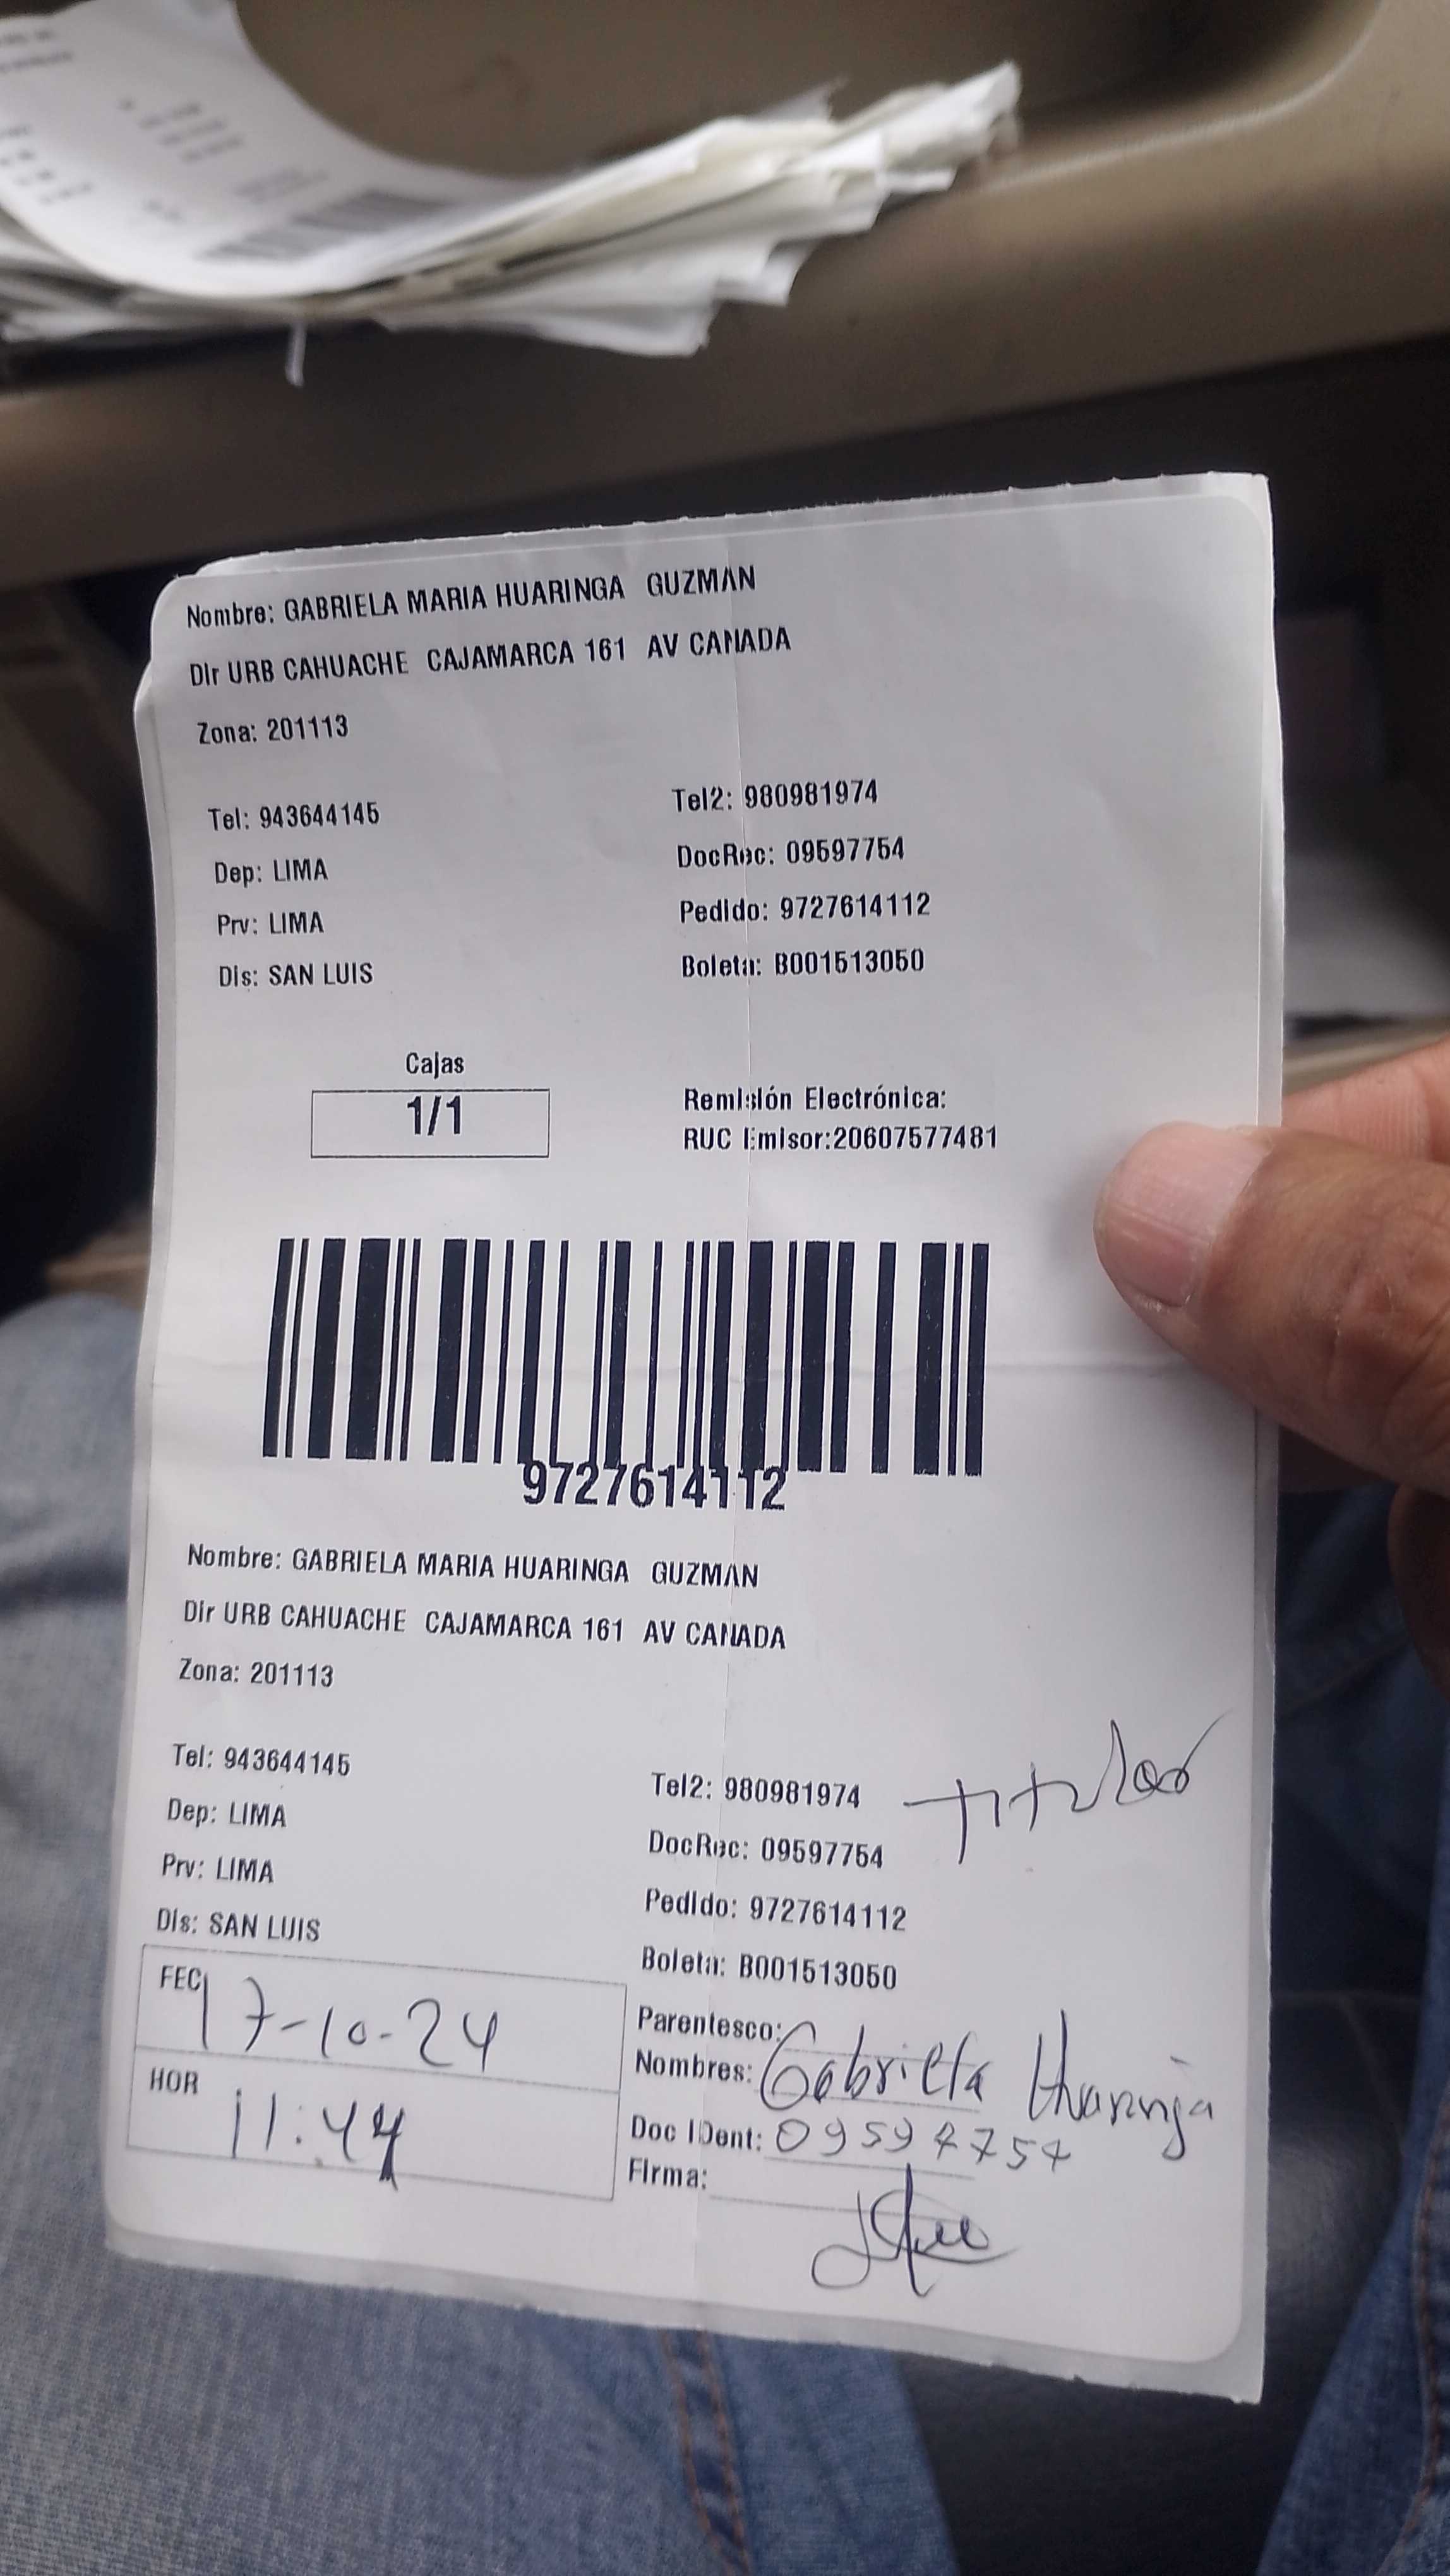 Nombre: GABRIELA MARIA HUARINGA GUZMAN
Dir URB CAHUACHE CAJAMARCA 161 AV CANADA
Zona: 201113
Tel: 943644145 Tel2: 980981974
Dep: LIMA DocRec: 09597754
Prv: LIMA Pedido: 9727614112
Dis: SAN LUIS Boleta: B001513050
Cajas
1/1
Remisión Electrónica:
RUC Emisor:20607577481
9727614112
Nombre: GABRIELA MARIA HUARINGA GUZMAN
Dir URB CAHUACHE CAJAMARCA 161 AV CANADA
Zona: 201113
Tel: 943644145 Tel2: 980981974 titular
Dep: LIMA DocRec: 09597754
Prv: LIMA Pedido: 9727614112
Dis: SAN LUIS Boleta: B001513050
FEC 17-10-24
HOR 11:44
Parentesco:
Nombres: Gabriela Huaringa
Doc IDent: 09597754
Firma: